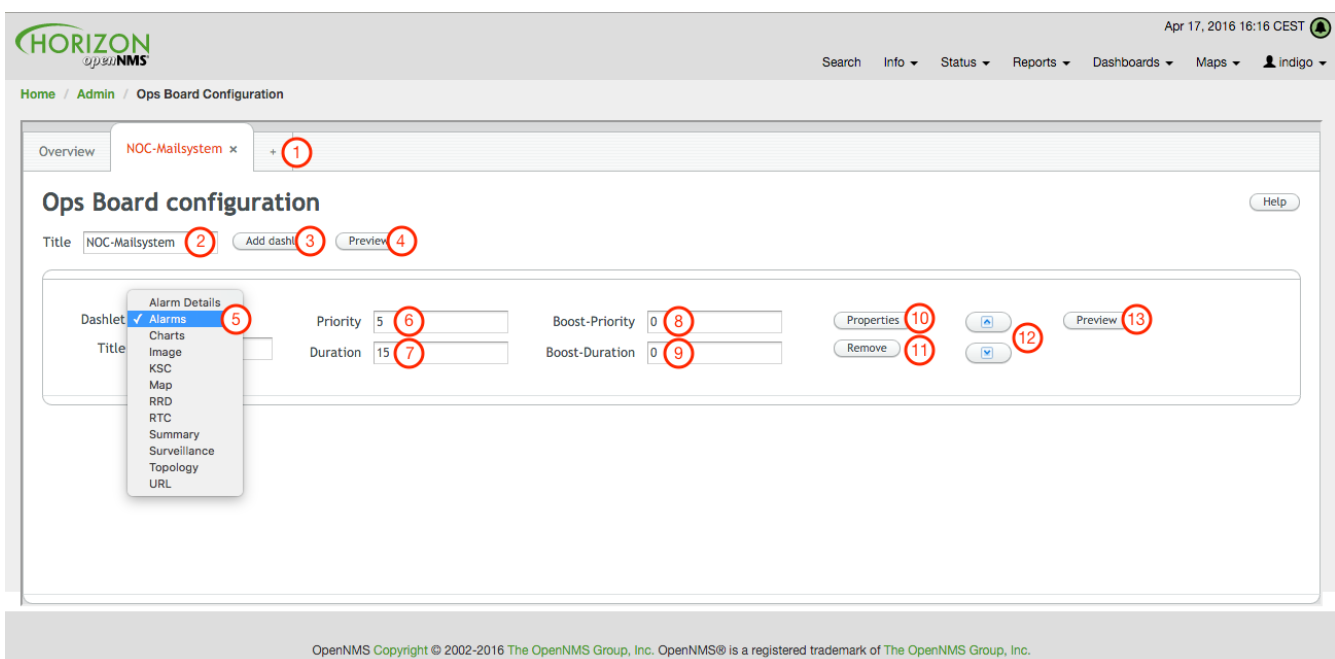 Apr 17, 2016 16:16 CEST
HORIZON
openNMS
Search Info Status Reports Dashboards Maps indigo
Home / Admin / Ops Board Configuration
Overview NOC-Mailsystem × + 1
Ops Board configuration
Help
Title NOC-Mailsystem 2 Add dashl 3 Preview 4
Alarm Details
Dashlet ✓ Alarms 5 Priority 5 6 Boost-Priority 0 8 Properties 10 Preview 13
Charts
12
Title Image Duration 15 7 Boost-Duration 0 9 Remove 11
KSC
Map
RRD
RTC
Summary
Surveillance
Topology
URL
OpenNMS Copyright © 2002-2016 The OpenNMS Group, Inc. OpenNMS® is a registered trademark of The OpenNMS Group, Inc.